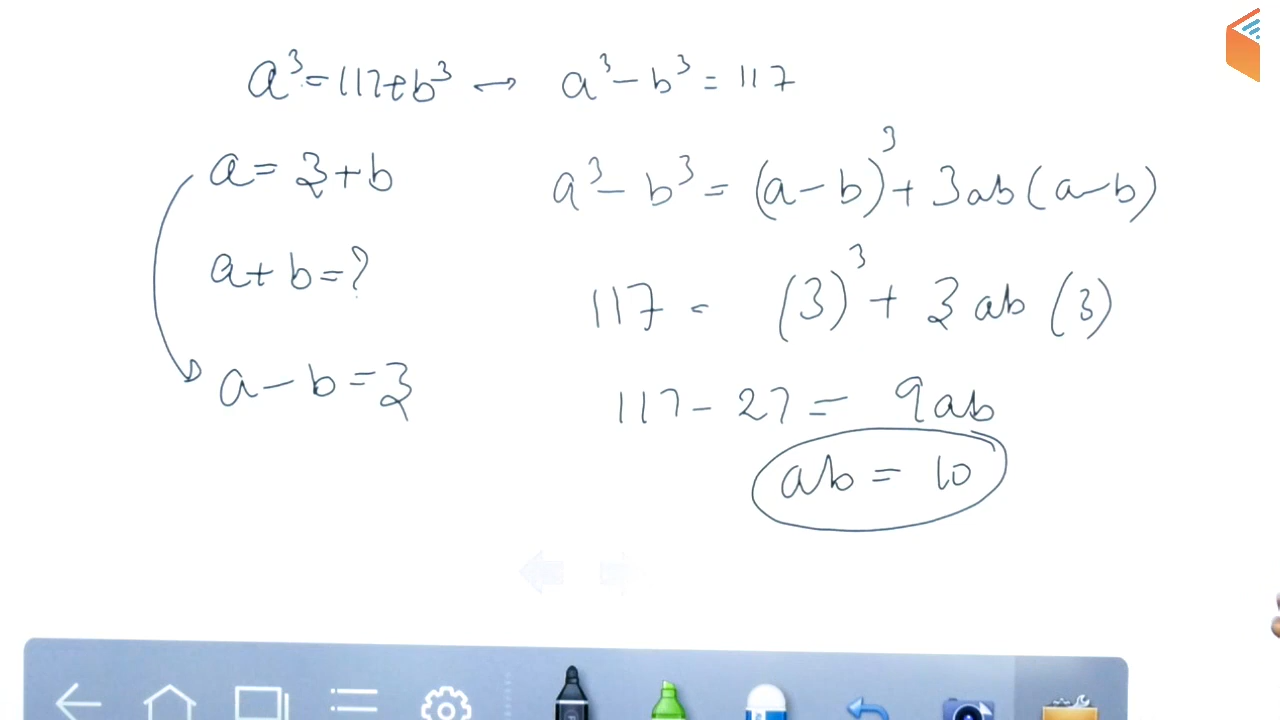 a³ = 117 + b³ → a³ - b³ = 117
a = 3 + b
a + b = ?
a - b = 3
a³ - b³ = (a - b)³ + 3ab(a - b)
117 = (3)³ + 3ab(3)
117 - 27 = 9ab
ab = 10